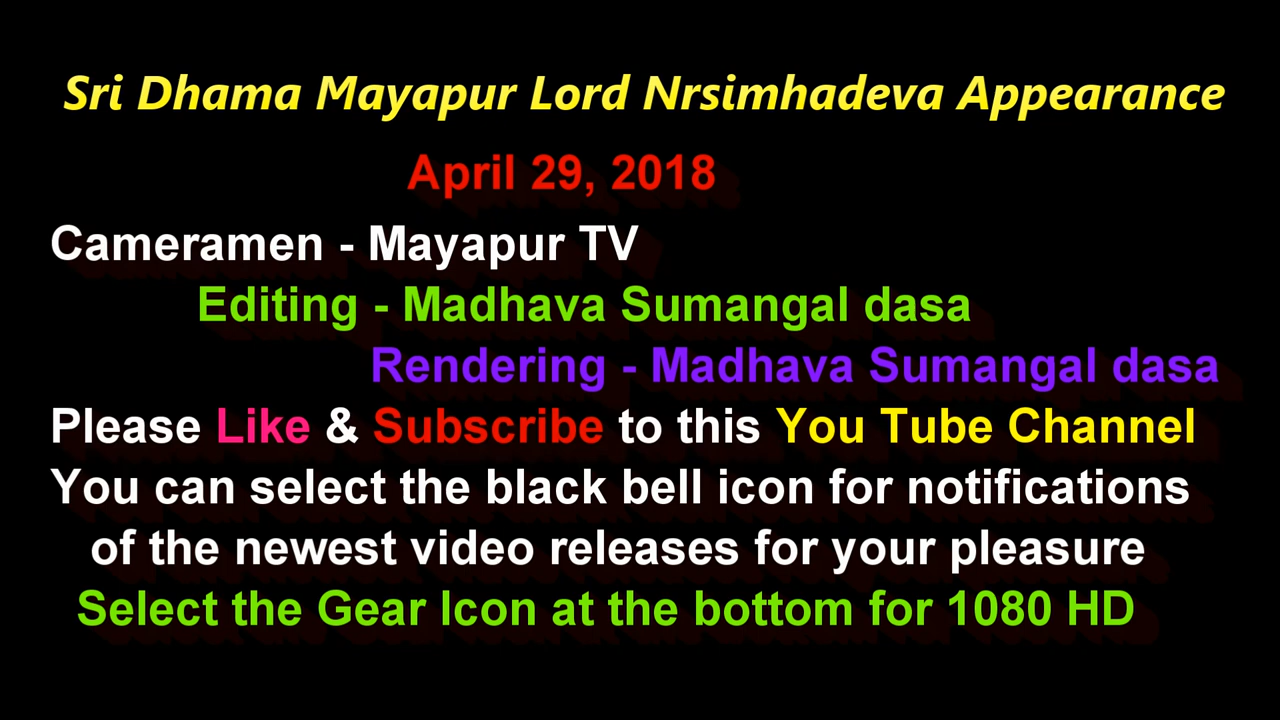 Sri Dhama Mayapur Lord Nrsimhadeva Appearance
April 29, 2018
Cameramen - Mayapur TV
Editing - Madhava Sumangal dasa
Rendering - Madhava Sumangal dasa
Please Like & Subscribe to this You Tube Channel
You can select the black bell icon for notifications
of the newest video releases for your pleasure
Select the Gear Icon at the bottom for 1080 HD